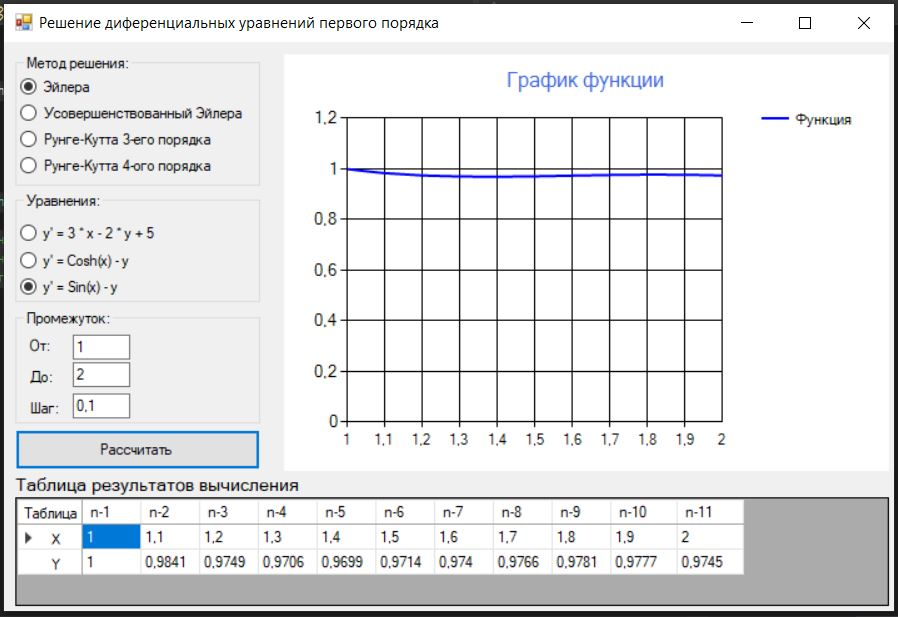 Решение диференциальных уравнений первого порядка
Метод решения:
Эйлера
Усовершенствованный Эйлера
Рунге-Кутта 3-его порядка
Рунге-Кутта 4-ого порядка
Уравнения:
y' = 3 * x - 2 * y + 5
y' = Cosh(x) - y
y' = Sin(x) - y
Промежуток:
От: 1
До: 2
Шаг: 0,1
Рассчитать
График функции
Функция
1,2
1
0,8
0,6
0,4
0,2
0
1 1,1 1,2 1,3 1,4 1,5 1,6 1,7 1,8 1,9 2
Таблица результатов вычисления
Таблица n-1 n-2 n-3 n-4 n-5 n-6 n-7 n-8 n-9 n-10 n-11
X 1 1,1 1,2 1,3 1,4 1,5 1,6 1,7 1,8 1,9 2
Y 1 0,9841 0,9749 0,9706 0,9699 0,9714 0,974 0,9766 0,9781 0,9777 0,9745